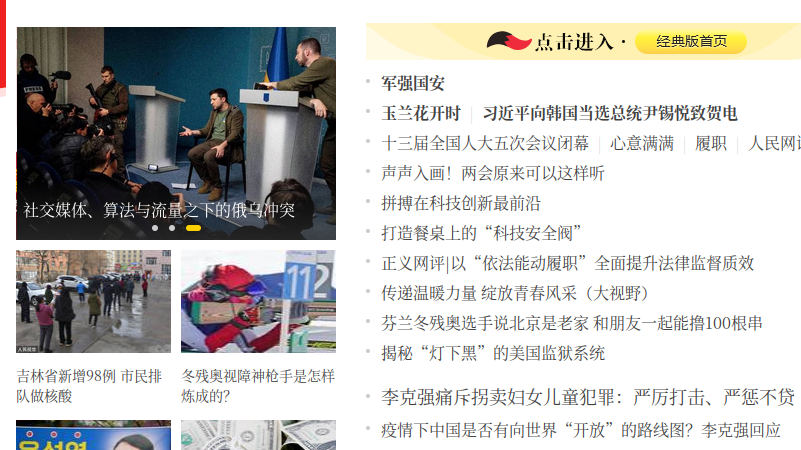 点击进入 ·
经典版首页
军强国安
玉兰花开时 | 习近平向韩国当选总统尹锡悦致贺电
十三届全国人大五次会议闭幕 | 心意满满 | 履职 | 人民网评
声声入画！两会原来可以这样听
拼搏在科技创新最前沿
打造餐桌上的“科技安全阀”
正义网评|以“依法能动履职”全面提升法律监督质效
传递温暖力量 绽放青春风采（大视野）
芬兰冬残奥选手说北京是老家 和朋友一起能撸100根串
揭秘“灯下黑”的美国监狱系统
李克强痛斥拐卖妇女儿童犯罪：严厉打击、严惩不贷
疫情下中国是否有向世界“开放”的路线图？李克强回应
PRESS
社交媒体、算法与流量之下的俄乌冲突
人民视觉
112
吉林省新增98例 市民排
队做核酸
冬残奥视障神枪手是怎样
炼成的？
윤석열